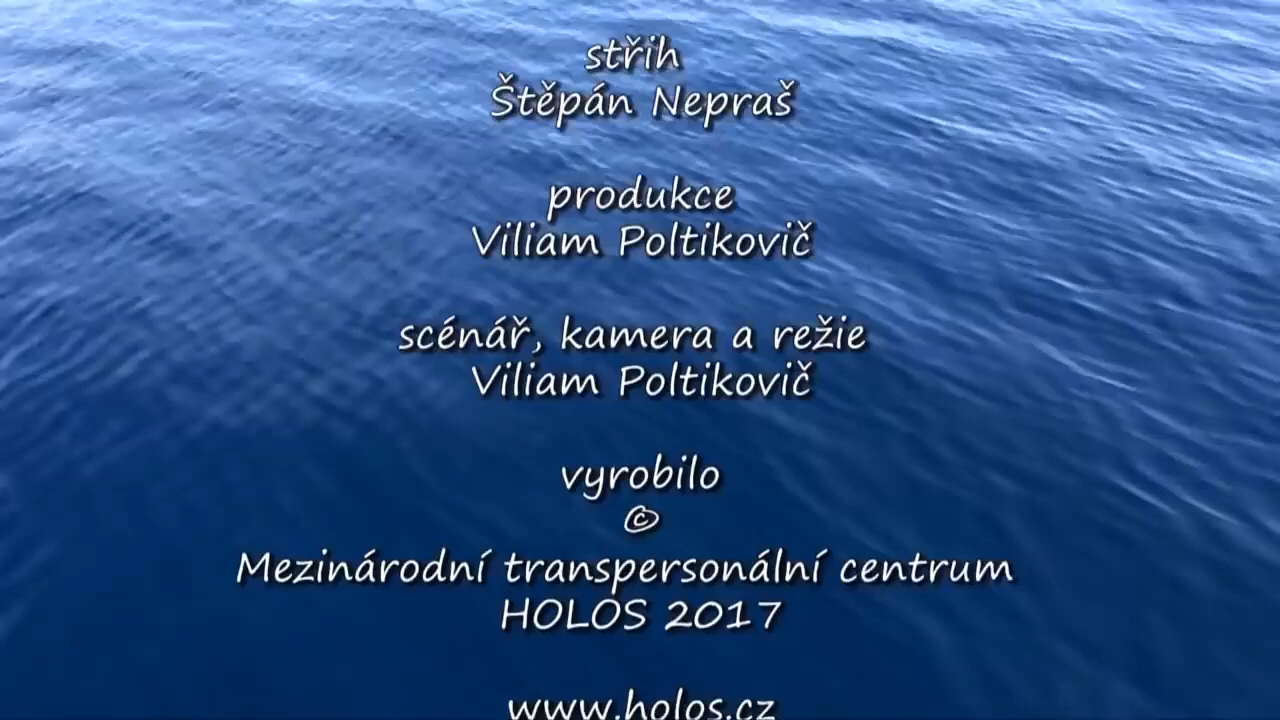 střih
Štěpán Nepraš
produkce
Viliam Poltikovič
scénář, kamera a režie
Viliam Poltikovič
vyrobilo
©
Mezinárodní transpersonální centrum
HOLOS 2017
www.holos.cz